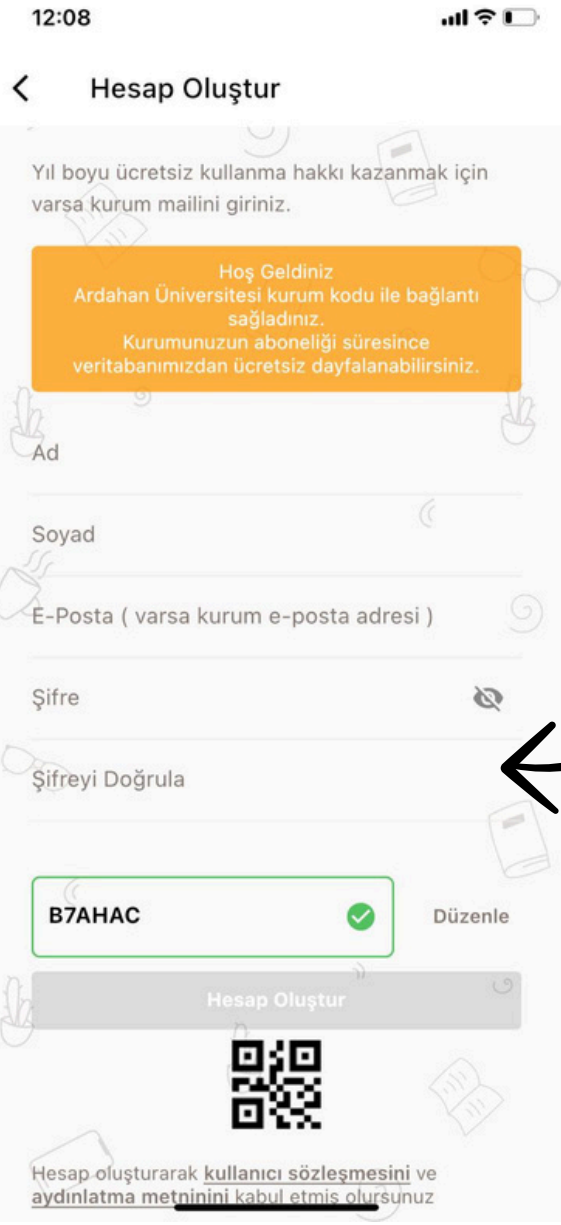 12:08
Hesap Oluştur
Yıl boyu ücretsiz kullanma hakkı kazanmak için
varsa kurum mailini giriniz.
Hoş Geldiniz
Ardahan Üniversitesi kurum kodu ile bağlantı
sağladınız.
Kurumunuzun aboneliği süresince
veritabanımızdan ücretsiz dayfalanabilirsiniz.
Ad
Soyad
E-Posta ( varsa kurum e-posta adresi )
Şifre
Şifreyi Doğrula
B7AHAC
Düzenle
Hesap Oluştur
Hesap oluşturarak kullanıcı sözleşmesini ve
aydınlatma metninini kabul etmiş olursunuz